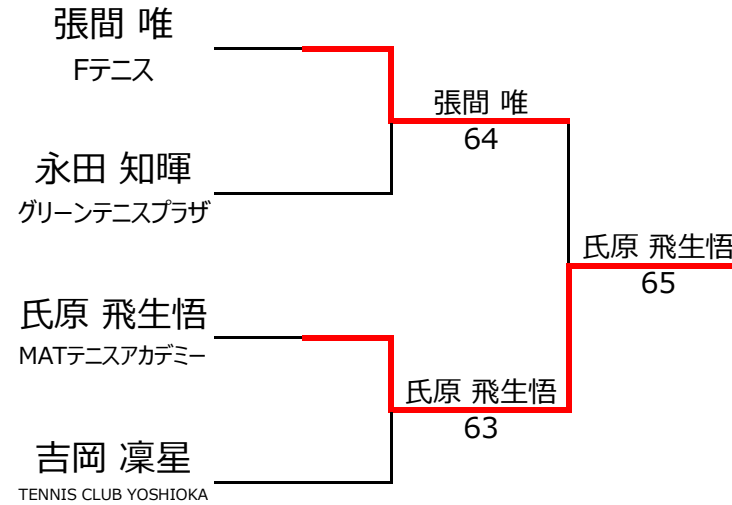 張間 唯
Fテニス
張間 唯
64
永田 知暉
グリーンテニスプラザ
氏原 飛生悟
65
氏原 飛生悟
MATテニスアカデミー
氏原 飛生悟
63
吉岡 凜星
TENNIS CLUB YOSHIOKA